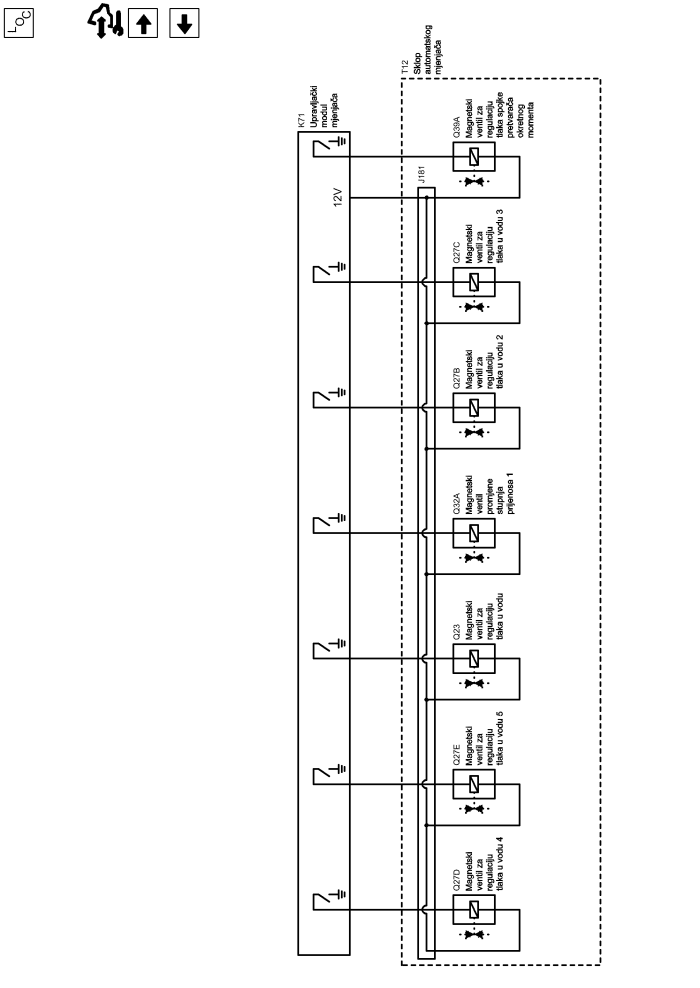 LOC
T12
Sklop
automatskog
mjenjača
K71
Upravljački
modul
mjenjača
12V
J181
Q39A
Magnetski
ventil za
regulaciju
tlaka spojke
pretvarača
okretnog
momenta
Q27C
Magnetski
ventil za
regulaciju
tlaka u vodu 3
Q27B
Magnetski
ventil za
regulaciju
tlaka u vodu 2
Q32A
Magnetski
ventil
promjene
stupnja
prijenosa 1
Q23
Magnetski
ventil za
regulaciju
tlaka u vodu
Q27E
Magnetski
ventil za
regulaciju
tlaka u vodu 5
Q27D
Magnetski
ventil za
regulaciju
tlaka u vodu 4